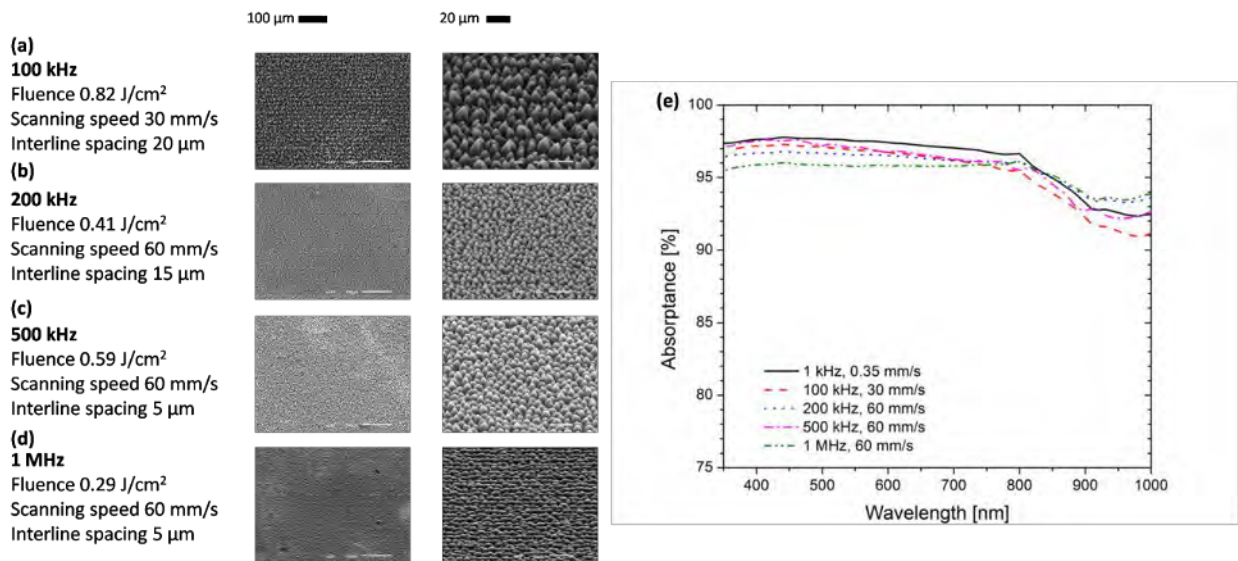 100 µm
20 µm
(a)
100 kHz
Fluence 0.82 J/cm²
Scanning speed 30 mm/s
Interline spacing 20 µm
(b)
200 kHz
Fluence 0.41 J/cm²
Scanning speed 60 mm/s
Interline spacing 15 µm
(c)
500 kHz
Fluence 0.59 J/cm²
Scanning speed 60 mm/s
Interline spacing 5 µm
(d)
1 MHz
Fluence 0.29 J/cm²
Scanning speed 60 mm/s
Interline spacing 5 µm
(e)
Absorptance [%]
100
95
90
85
80
75
1 kHz, 0.35 mm/s
100 kHz, 30 mm/s
200 kHz, 60 mm/s
500 kHz, 60 mm/s
1 MHz, 60 mm/s
400 500 600 700 800 900 1000
Wavelength [nm]